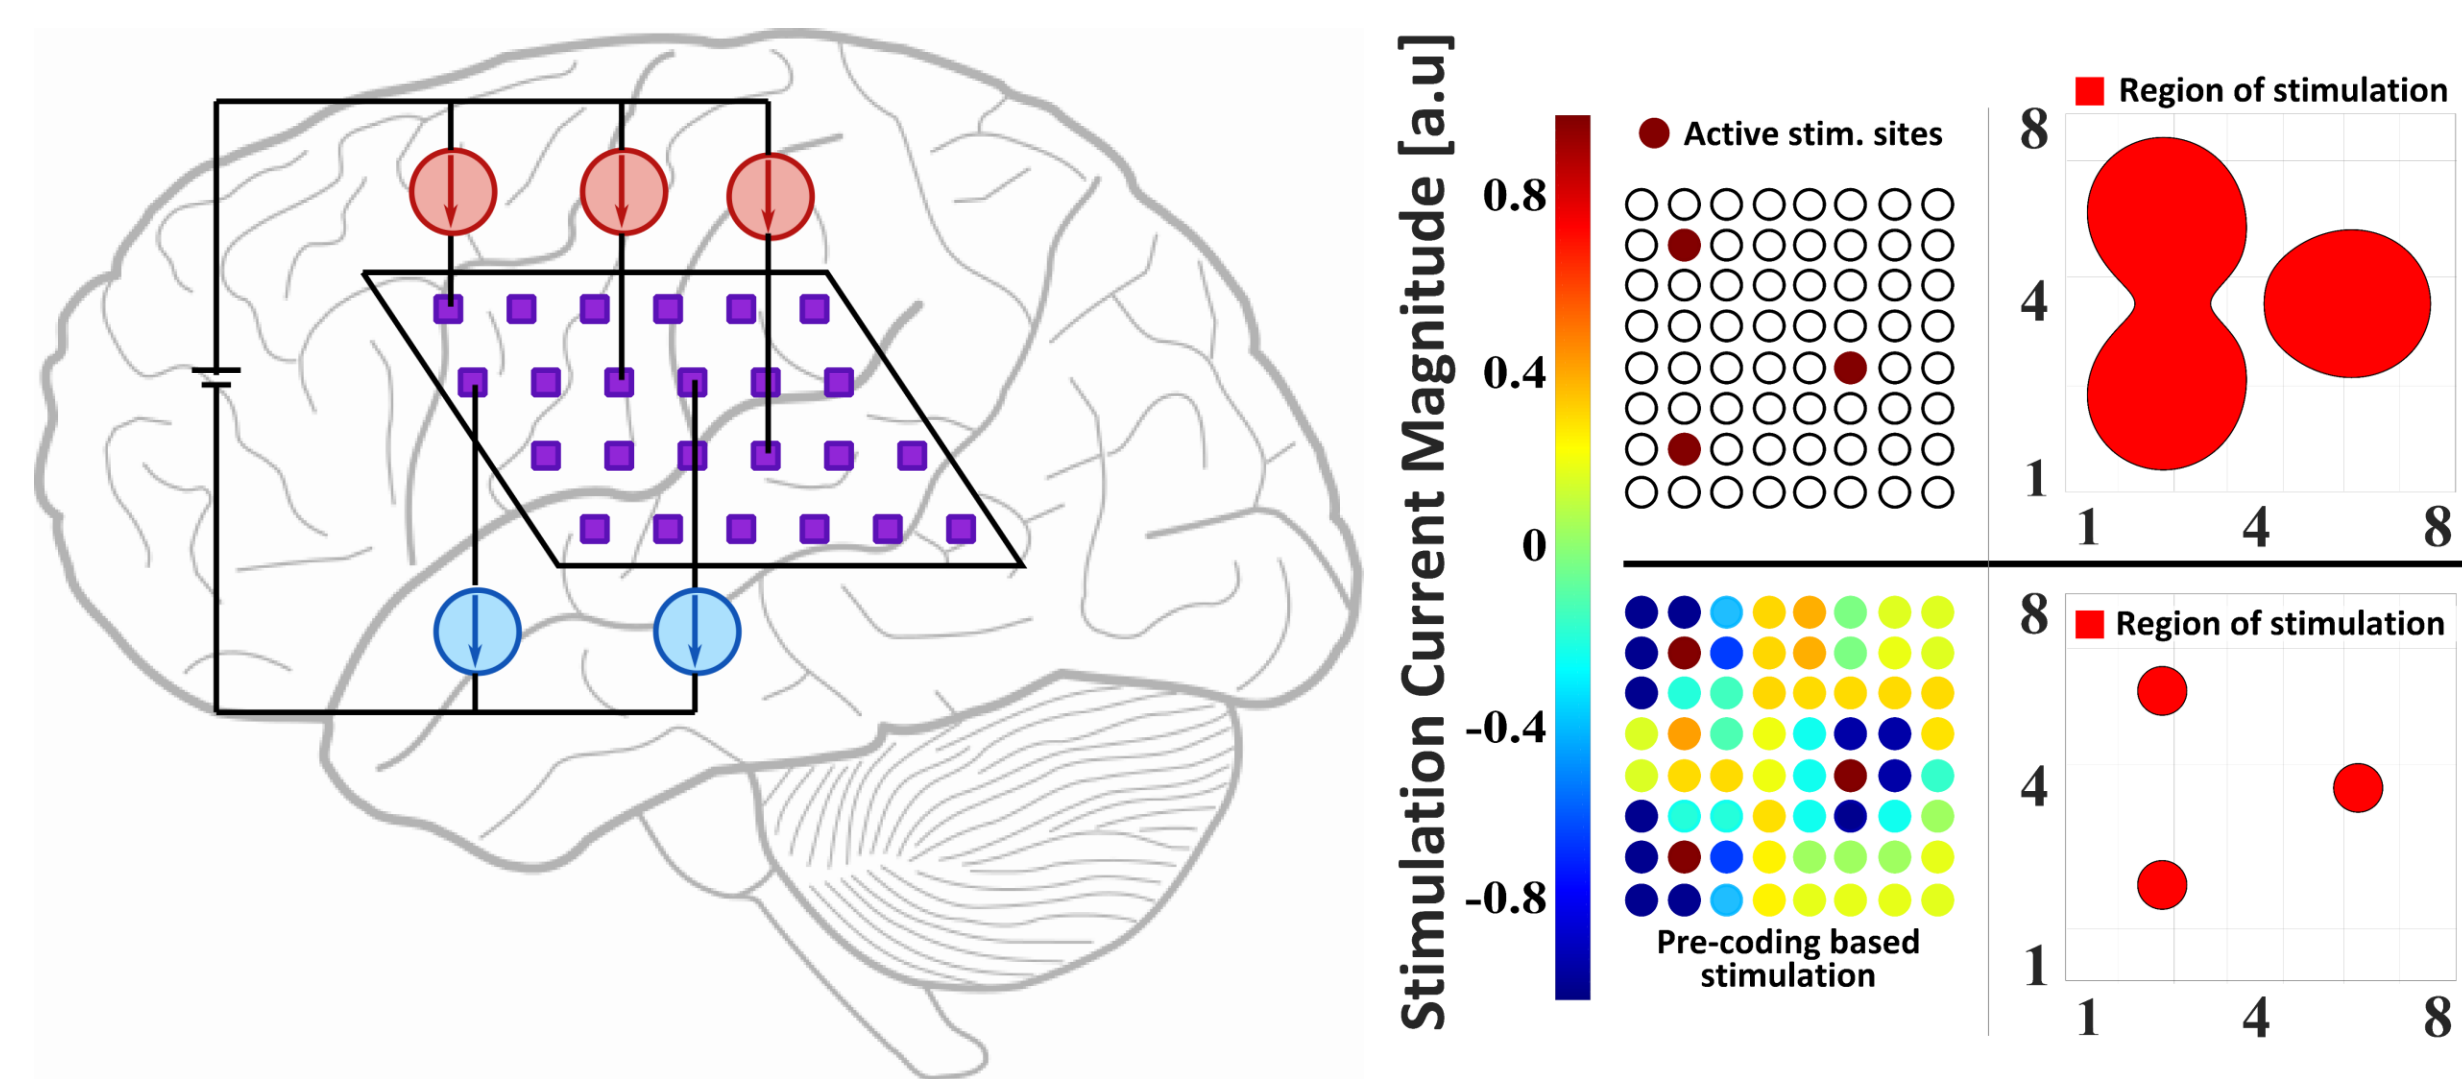 Stimulation Current Magnitude [a.u]
0.8
0.4
0
-0.4
-0.8
Active stim. sites
Region of stimulation
8
4
1
1 4 8
Pre-coding based
stimulation
Region of stimulation
8
4
1
1 4 8